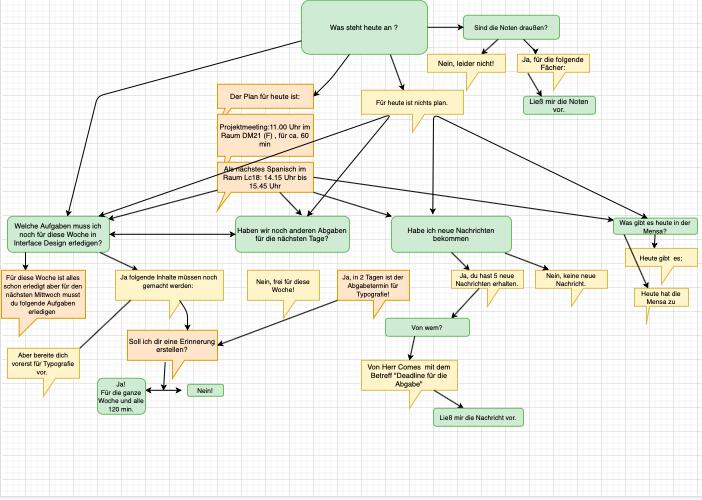 Was steht heute an ?
Sind die Noten draußen?
Nein, leider nicht!
Ja, für die folgende
Fächer:
Ließ mir die Noten
vor.
Der Plan für heute ist:
Für heute ist nichts plan.
Projektmeeting:11.00 Uhr im
Raum DM21 (F) , für ca. 60
min
Als nächstes Spanisch im
Raum Lc18: 14.15 Uhr bis
15.45 Uhr
Welche Aufgaben muss ich
noch für diese Woche in
Interface Design erledigen?
Haben wir noch anderen Abgaben
für die nächsten Tage?
Habe ich neue Nachrichten
bekommen
Was gibt es heute in der
Mensa?
Heute gibt es;
Heute hat die
Mensa zu
Für diese Woche ist alles
schon erledigt aber für den
nächsten Mittwoch musst
du folgende Aufgaben
erledigen
Ja folgende Inhalte müssen noch
gemacht werden:
Nein, frei für diese
Woche!
Ja, in 2 Tagen ist der
Abgabetermin für
Typografie!
Ja, du hast 5 neue
Nachrichten erhalten.
Nein, keine neue
Nachricht.
Von wem?
Soll ich dir eine Erinnerung
erstellen?
Aber bereite dich
vorerst für Typografie
vor.
Von Herr Comes mit dem
Betreff "Deadline für die
Abgabe"
Ja!
Für die ganze
Woche und alle
120 min.
Nein!
Ließ mir die Nachricht vor.